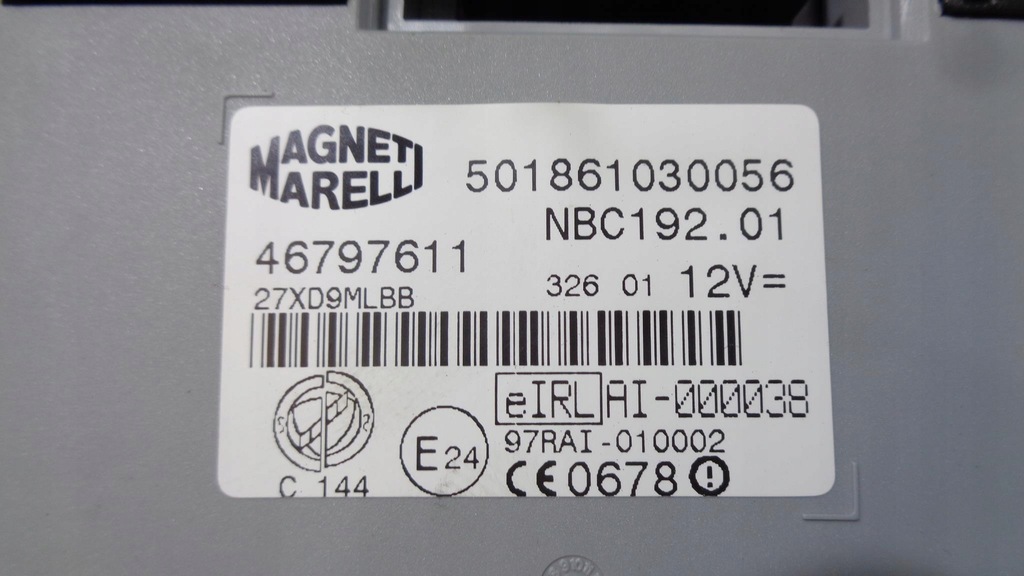 MAGNETI
MARELLI
501861030056
NBC192.01
46797611
27XD9MLBB
326 01 12V=
eIRL AI-000038
97RAI-010002
E24
CE0678
C 144